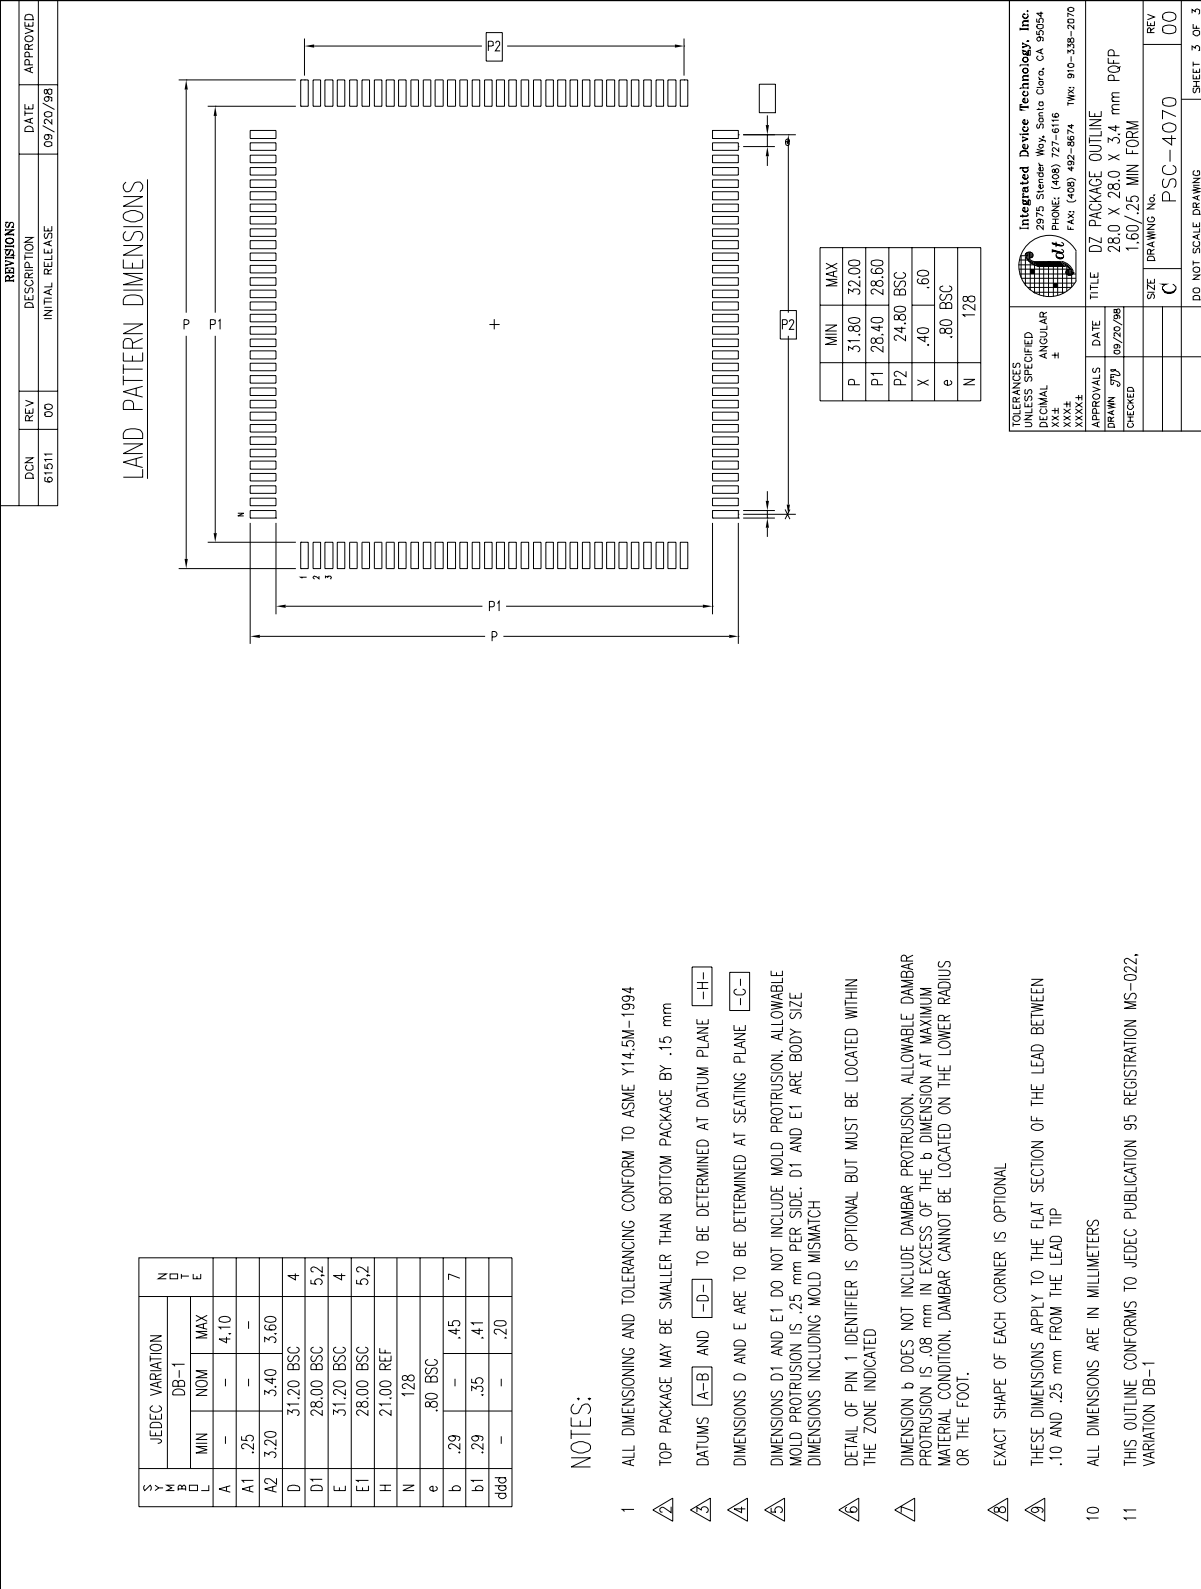 REVISIONS
DCN REV DESCRIPTION DATE APPROVED
61511 00 INITIAL RELEASE 09/20/98
LAND PATTERN DIMENSIONS
P
P1
P2
N
1
2
3
P1
P
P2
e
X
MIN MAX
P 31.80 32.00
P1 28.40 28.60
P2 24.80 BSC
X .40 .60
e .80 BSC
N 128
SYMBOL JEDEC VARIATION NOTE
DB-1
MIN NOM MAX
A - - 4.10
A1 .25 - -
A2 3.20 3.40 3.60
D 31.20 BSC 4
D1 28.00 BSC 5,2
E 31.20 BSC 4
E1 28.00 BSC 5,2
H 21.00 REF
N 128
e .80 BSC
b .29 - .45 7
b1 .29 .35 .41
ddd - - .20
NOTES:
1 ALL DIMENSIONING AND TOLERANCING CONFORM TO ASME Y14.5M-1994
2 TOP PACKAGE MAY BE SMALLER THAN BOTTOM PACKAGE BY .15 mm
3 DATUMS A-B AND -D- TO BE DETERMINED AT DATUM PLANE -H-
4 DIMENSIONS D AND E ARE TO BE DETERMINED AT SEATING PLANE -C-
5 DIMENSIONS D1 AND E1 DO NOT INCLUDE MOLD PROTRUSION. ALLOWABLE
MOLD PROTRUSION IS .25 mm PER SIDE. D1 AND E1 ARE BODY SIZE
DIMENSIONS INCLUDING MOLD MISMATCH
6 DETAIL OF PIN 1 IDENTIFIER IS OPTIONAL BUT MUST BE LOCATED WITHIN
THE ZONE INDICATED
7 DIMENSION b DOES NOT INCLUDE DAMBAR PROTRUSION. ALLOWABLE DAMBAR
PROTRUSION IS .08 mm IN EXCESS OF THE b DIMENSION AT MAXIMUM
MATERIAL CONDITION. DAMBAR CANNOT BE LOCATED ON THE LOWER RADIUS
OR THE FOOT.
8 EXACT SHAPE OF EACH CORNER IS OPTIONAL
9 THESE DIMENSIONS APPLY TO THE FLAT SECTION OF THE LEAD BETWEEN
.10 AND .25 mm FROM THE LEAD TIP
10 ALL DIMENSIONS ARE IN MILLIMETERS
11 THIS OUTLINE CONFORMS TO JEDEC PUBLICATION 95 REGISTRATION MS-022,
VARIATION DB-1
TOLERANCES
UNLESS SPECIFIED
DECIMAL ANGULAR
XX± ±
XXX±
XXXX±
APPROVALS DATE
DRAWN TU 09/20/98
CHECKED
idt
Integrated Device Technology, Inc.
2975 Stender Way, Santa Clara, CA 95054
PHONE: (408) 727-6116
FAX: (408) 492-8674 TWX: 910-338-2070
TITLE DZ PACKAGE OUTLINE
28.0 X 28.0 X 3.4 mm PQFP
1.60/.25 MIN FORM
SIZE DRAWING No. REV
C PSC-4070 00
DO NOT SCALE DRAWING SHEET 3 OF 3